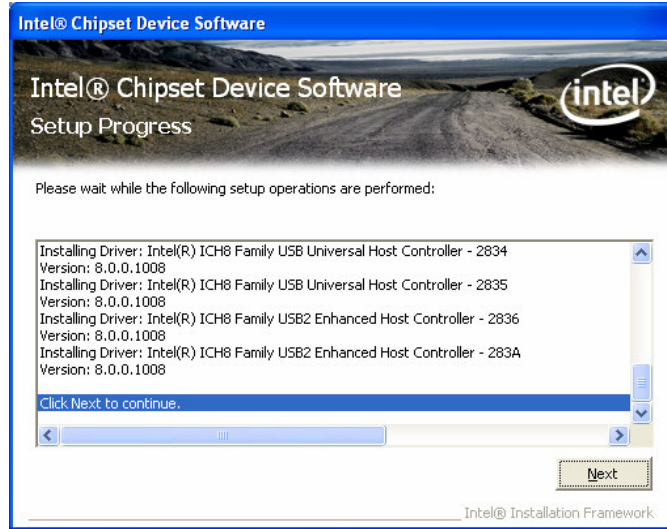 Intel® Chipset Device Software
Intel® Chipset Device Software
intel
Setup Progress
Please wait while the following setup operations are performed:
Installing Driver: Intel(R) ICH8 Family USB Universal Host Controller - 2834
Version: 8.0.0.1008
Installing Driver: Intel(R) ICH8 Family USB Universal Host Controller - 2835
Version: 8.0.0.1008
Installing Driver: Intel(R) ICH8 Family USB2 Enhanced Host Controller - 2836
Version: 8.0.0.1008
Installing Driver: Intel(R) ICH8 Family USB2 Enhanced Host Controller - 283A
Version: 8.0.0.1008
Click Next to continue.
Next
Intel® Installation Framework